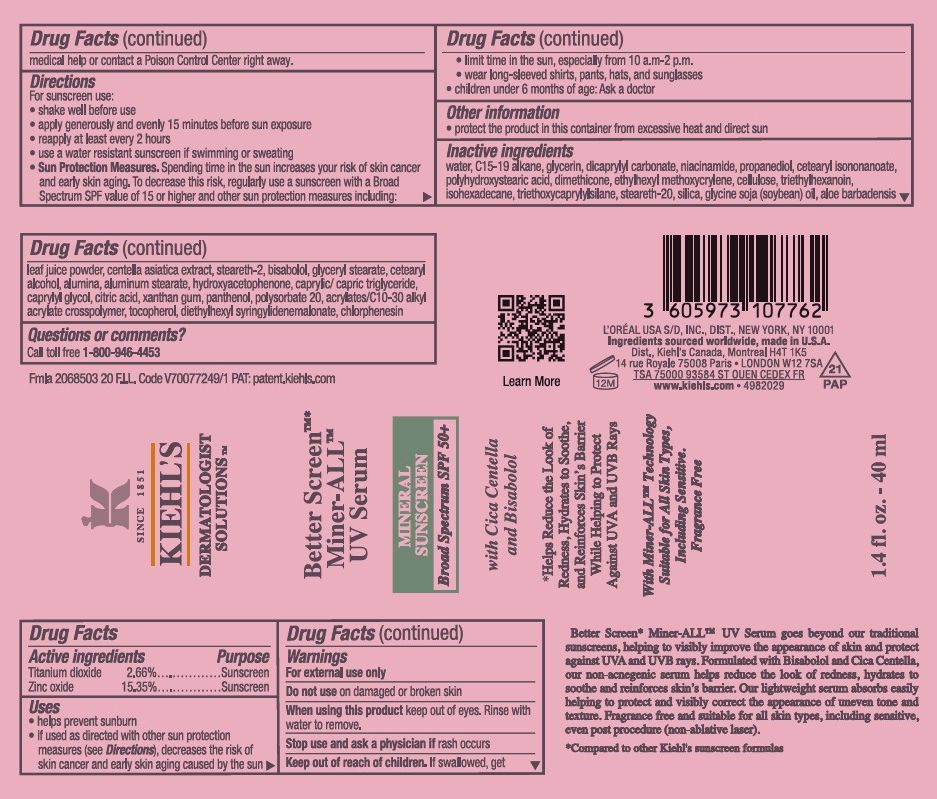 Drug Facts (continued)
medical help or contact a Poison Control Center right away.
Directions
For sunscreen use:
• shake well before use
• apply generously and evenly 15 minutes before sun exposure
• reapply at least every 2 hours
• use a water resistant sunscreen if swimming or sweating
• Sun Protection Measures. Spending time in the sun increases your risk of skin cancer
and early skin aging. To decrease this risk, regularly use a sunscreen with a Broad
Spectrum SPF value of 15 or higher and other sun protection measures including:
Drug Facts (continued)
• limit time in the sun, especially from 10 a.m-2 p.m.
• wear long-sleeved shirts, pants, hats, and sunglasses
• children under 6 months of age: Ask a doctor
Other information
• protect the product in this container from excessive heat and direct sun
Inactive ingredients
water, C15-19 alkane, glycerin, dicaprylyl carbonate, niacinamide, propanediol, cetearyl isononanoate,
polyhydroxystearic acid, dimethicone, ethylhexyl methoxycrylene, cellulose, triethylhexanoin,
isohexadecane, triethoxycaprylylsilane, steareth-20, silica, glycine soja (soybean) oil, aloe barbadensis
Drug Facts (continued)
leaf juice powder, centella asiatica extract, steareth-2, bisabolol, glyceryl stearate, cetearyl
alcohol, alumina, aluminum stearate, hydroxyacetophenone, caprylic/ capric triglyceride,
caprylyl glycol, citric acid, xanthan gum, panthenol, polysorbate 20, acrylates/C10-30 alkyl
acrylate crosspolymer, tocopherol, diethylhexyl syringylidenemalonate, chlorphenesin
Questions or comments?
Call toll free 1-800-946-4453
Frmla 2068503 20 F.I.L. Code V70077249/1 PAT: patent.kiehls.com
Learn More
3 605973 107762
L'ORÉAL USA S/D, INC., DIST., NEW YORK, NY 10001
Ingredients sourced worldwide, made in U.S.A.
Dist., Kiehl's Canada, Montreal H4T 1K5
14 rue Royale 75008 Paris • LONDON W12 7SA
TSA 75000 93584 ST OUEN CEDEX FR
www.kiehls.com • 4982029
12M
21
PAP
SINCE 1851
KIEHL'S
DERMATOLOGIST
SOLUTIONS™
Better Screen™*
Miner-ALL™
UV Serum
MINERAL
SUNSCREEN
Broad Spectrum SPF 50+
with Cica Centella
and Bisabolol
*Helps Reduce the Look of
Redness, Hydrates to Soothe,
and Reinforces Skin's Barrier
While Helping to Protect
Against UVA and UVB Rays
With Miner-ALL™ Technology
Suitable for All Skin Types,
Including Sensitive.
Fragrance Free
1.4 fl. oz. - 40 ml
Drug Facts
Active ingredients Purpose
Titanium dioxide 2.66%...............Sunscreen
Zinc oxide 15.35%...............Sunscreen
Uses
• helps prevent sunburn
• if used as directed with other sun protection
measures (see Directions), decreases the risk of
skin cancer and early skin aging caused by the sun
Drug Facts (continued)
Warnings
For external use only
Do not use on damaged or broken skin
When using this product keep out of eyes. Rinse with
water to remove.
Stop use and ask a physician if rash occurs
Keep out of reach of children. If swallowed, get
Better Screen* Miner-ALL™ UV Serum goes beyond our traditional
sunscreens, helping to visibly improve the appearance of skin and protect
against UVA and UVB rays. Formulated with Bisabolol and Cica Centella,
our non-acnegenic serum helps reduce the look of redness, hydrates to
soothe and reinforces skin's barrier. Our lightweight serum absorbs easily
helping to protect and visibly correct the appearance of uneven tone and
texture. Fragrance free and suitable for all skin types, including sensitive,
even post procedure (non-ablative laser).
*Compared to other Kiehl's sunscreen formulas